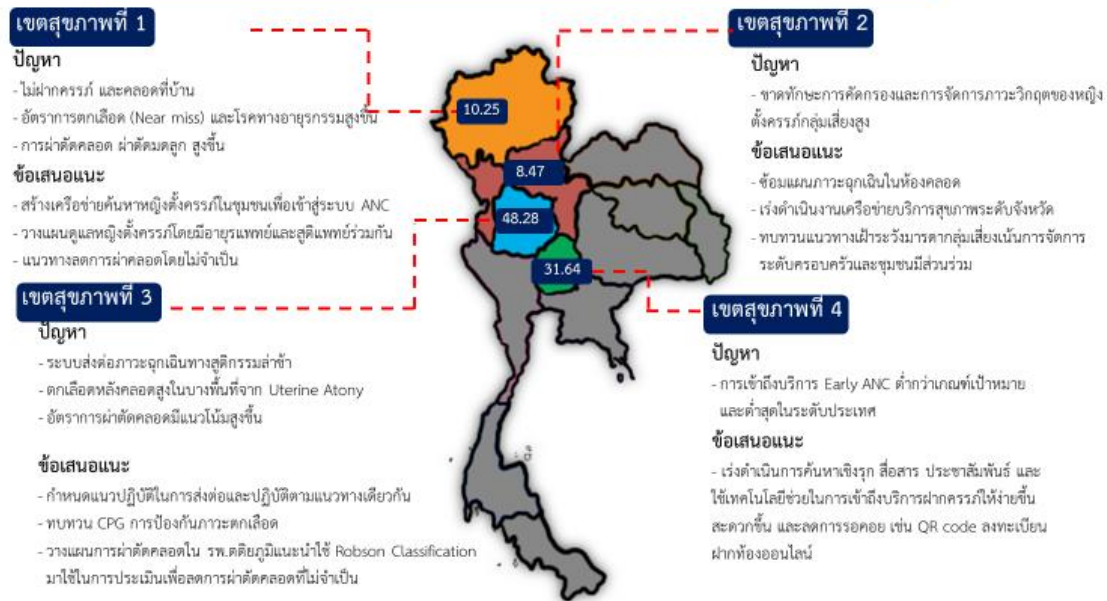 เขตสุขภาพที่ 1
ปัญหา
- ไม่ฝากครรภ์ และคลอดที่บ้าน
- อัตราการตกเลือด (Near miss) และโรคทางอายุรกรรมสูงขึ้น
- การผ่าตัดคลอด ผ่าตัดมดลูก สูงขึ้น
ข้อเสนอแนะ
- สร้างเครือข่ายค้นหาหญิงตั้งครรภ์ในชุมชนเพื่อเข้าสู่ระบบ ANC
- วางแผนดูแลหญิงตั้งครรภ์โดยมีอายุรแพทย์และสูติแพทย์ร่วมกัน
- แนวทางลดการผ่าคลอดโดยไม่จำเป็น
เขตสุขภาพที่ 2
ปัญหา
- ขาดทักษะการคัดกรองและการจัดการภาวะวิกฤตของหญิง
ตั้งครรภ์กลุ่มเสี่ยงสูง
ข้อเสนอแนะ
- ซ้อมแผนภาวะฉุกเฉินในห้องคลอด
- เร่งดำเนินงานเครือข่ายบริการสุขภาพระดับจังหวัด
- ทบทวนแนวทางเฝ้าระวังมารดากลุ่มเสี่ยงเน้นการจัดการ
ระดับครอบครัวและชุมชนมีส่วนร่วม
10.25
8.47
48.28
31.64
เขตสุขภาพที่ 3
ปัญหา
- ระบบส่งต่อภาวะฉุกเฉินทางสูติกรรมล่าช้า
- ตกเลือดหลังคลอดสูงในบางพื้นที่จาก Uterine Atony
- อัตราการผ่าตัดคลอดมีแนวโน้มสูงขึ้น
ข้อเสนอแนะ
- กำหนดแนวปฏิบัติในการส่งต่อและปฏิบัติตามแนวทางเดียวกัน
- ทบทวน CPG การป้องกันภาวะตกเลือด
- วางแผนการผ่าตัดคลอดใน รพ.ตติยภูมิแนะนำใช้ Robson Classification
มาใช้ในการประเมินเพื่อลดการผ่าตัดคลอดที่ไม่จำเป็น
เขตสุขภาพที่ 4
ปัญหา
- การเข้าถึงบริการ Early ANC ต่ำกว่าเกณฑ์เป้าหมาย
และต่ำสุดในระดับประเทศ
ข้อเสนอแนะ
- เร่งดำเนินการค้นหาเชิงรุก สื่อสาร ประชาสัมพันธ์ และ
ใช้เทคโนโลยีช่วยในการเข้าถึงบริการฝากครรภ์ให้ง่ายขึ้น
สะดวกขึ้น และลดการรอคอย เช่น QR code ลงทะเบียน
ฝากท้องออนไลน์